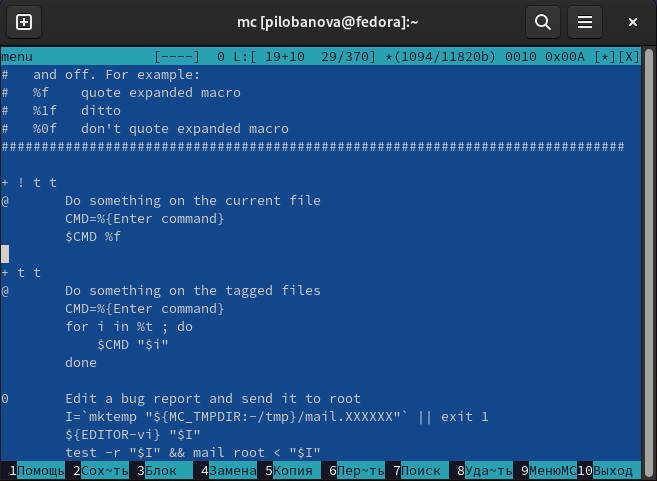 mc [pilobanova@fedora]:~
menu [----] 0 L:[ 19+10 29/370] *(1094/11820b) 0010 0x00A [*][X]
# and off. For example:
# %f quote expanded macro
# %1f ditto
# %0f don't quote expanded macro
##############################################################################
+ ! t t
@ Do something on the current file
CMD=%{Enter command}
$CMD %f
+ t t
@ Do something on the tagged files
CMD=%{Enter command}
for i in %t ; do
$CMD "$i"
done
0 Edit a bug report and send it to root
I=`mktemp "${MC_TMPDIR:-/tmp}/mail.XXXXXX"` || exit 1
${EDITOR-vi} "$I"
test -r "$I" && mail root < "$I"
1Помощь 2Сох~ть 3Блок 4Замена 5Копия 6Пер~ть 7Поиск 8Уда~ть 9МенюMC 10Выход